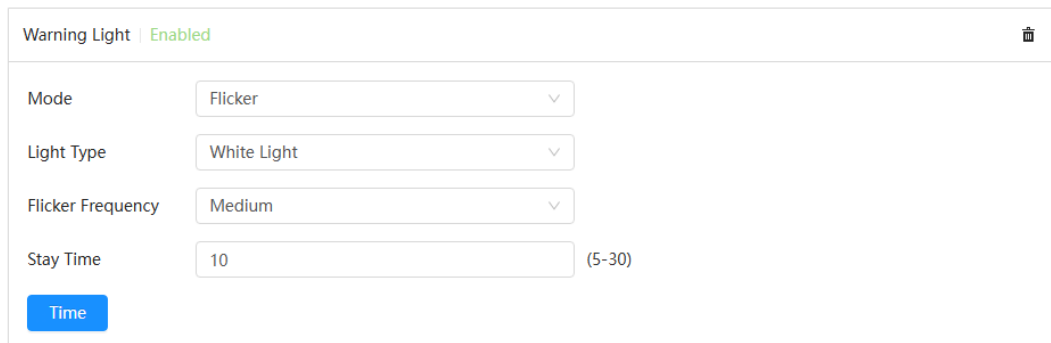 Warning Light | Enabled
Mode Flicker
Light Type White Light
Flicker Frequency Medium
Stay Time 10 (5-30)
Time